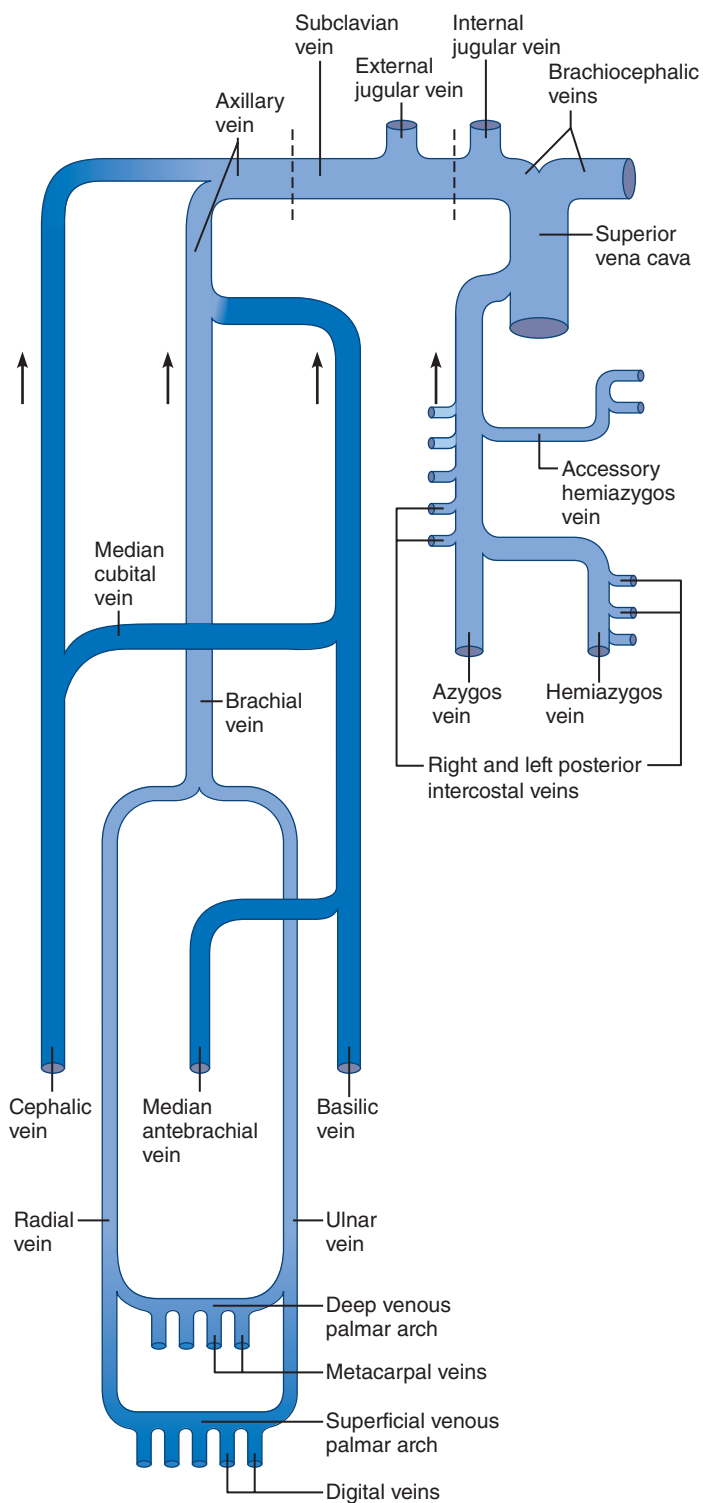 Subclavian
vein
Internal
jugular vein
External
jugular vein
Brachiocephalic
veins
Axillary
vein
Superior
vena cava
Accessory
hemiazygos
vein
Median
cubital
vein
Brachial
vein
Azygos
vein
Hemiazygos
vein
Right and left posterior
intercostal veins
Cephalic
vein
Median
antebrachial
vein
Basilic
vein
Radial
vein
Ulnar
vein
Deep venous
palmar arch
Metacarpal veins
Superficial venous
palmar arch
Digital veins